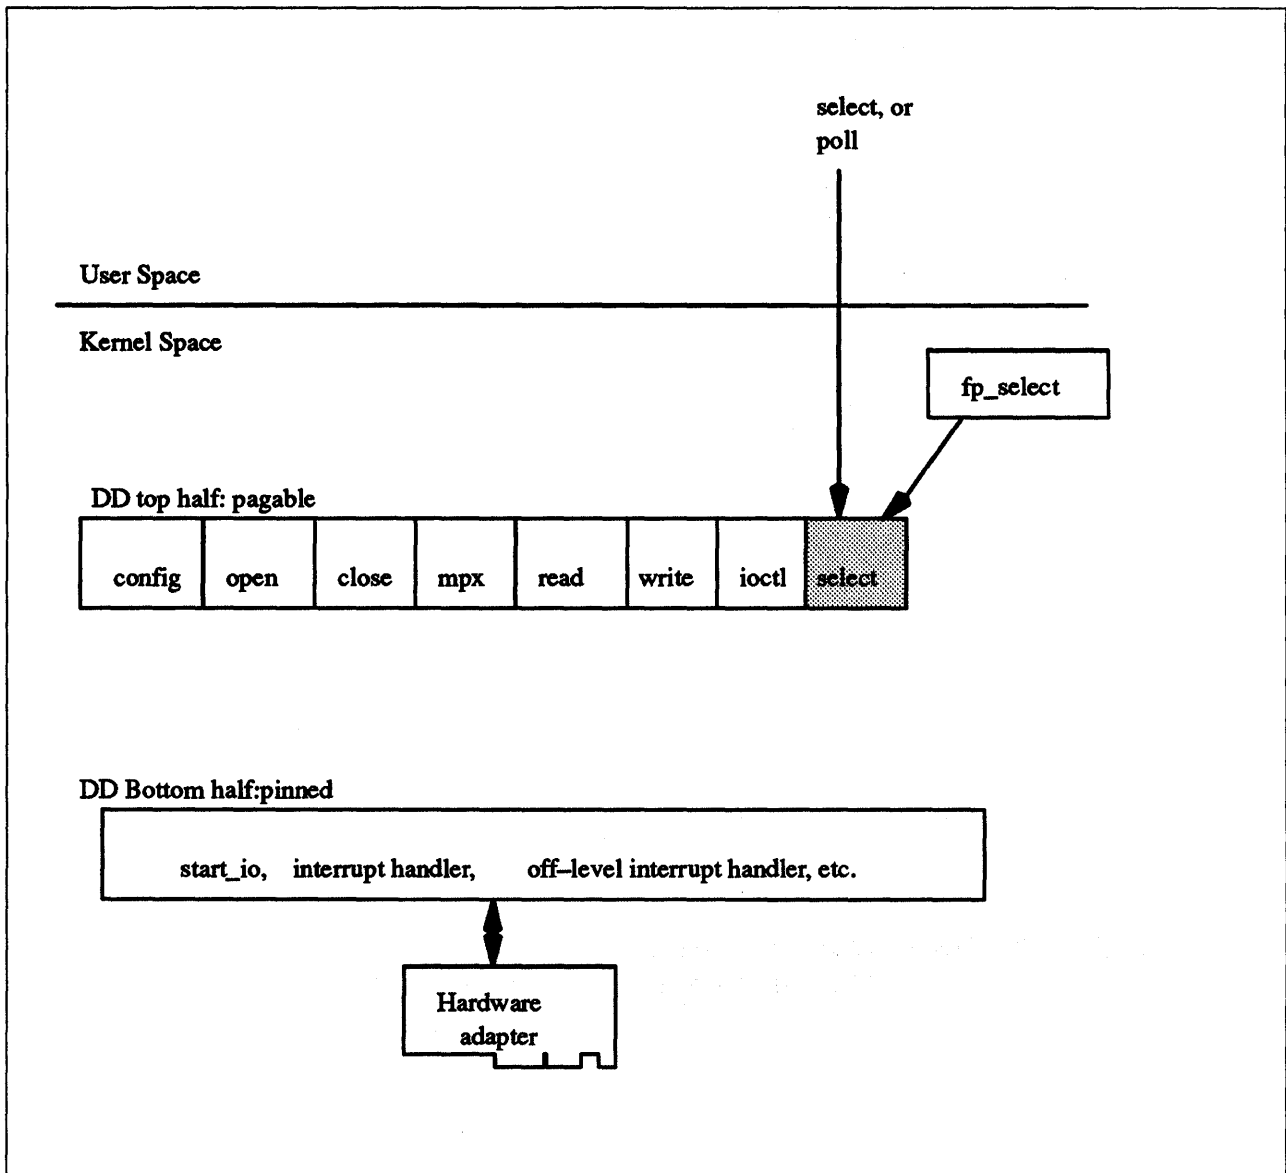 select, or
poll
User Space
Kernel Space
fp_select
DD top half: pagable
config open close mpx read write ioctl select
DD Bottom half:pinned
start_io, interrupt handler, off–level interrupt handler, etc.
Hardware
adapter